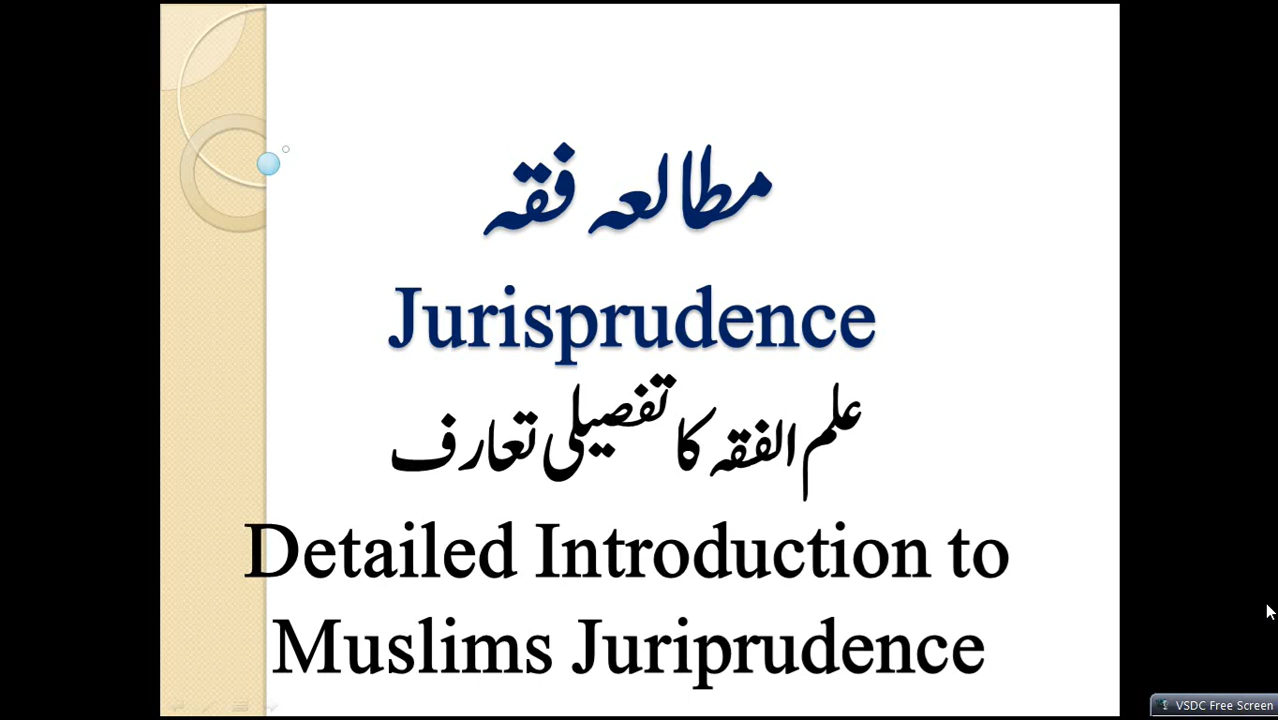 مطالعہ فقہ
Jurisprudence
علم الفقہ کا تفصیلی تعارف
Detailed Introduction to
Muslims Juriprudence
VSDC Free Screen